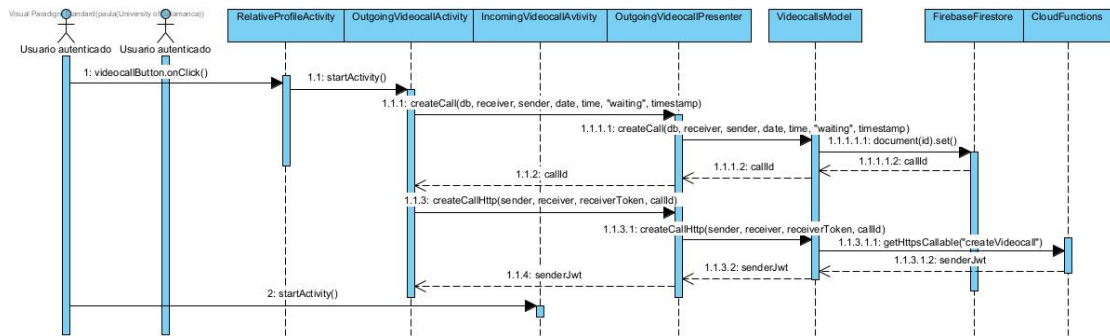 Visual Paradigm Standard(paula(University of Salamanca))
RelativeProfileActivity
OutgoingVideocallActivity
IncomingVideocallAvtivity
OutgoingVideocallPresenter
VideocallsModel
FirebaseFirestore
CloudFunctions
Usuario autenticado
Usuario autenticado
1: videocallButton.onClick()
1.1: startActivity()
1.1.1: createCall(db, receiver, sender, date, time, "waiting", timestamp)
1.1.1.1: createCall(db, receiver, sender, date, time, "waiting", timestamp)
1.1.1.1.1: document(id).set()
1.1.1.1.2: callId
1.1.1.2: callId
1.1.2: callId
1.1.3: createCallHttp(sender, receiver, receiverToken, callId)
1.1.3.1: createCallHttp(sender, receiver, receiverToken, callId)
1.1.3.1.1: getHttpsCallable("createVideocall")
1.1.3.1.2: senderJwt
1.1.3.2: senderJwt
1.1.4: senderJwt
2: startActivity()